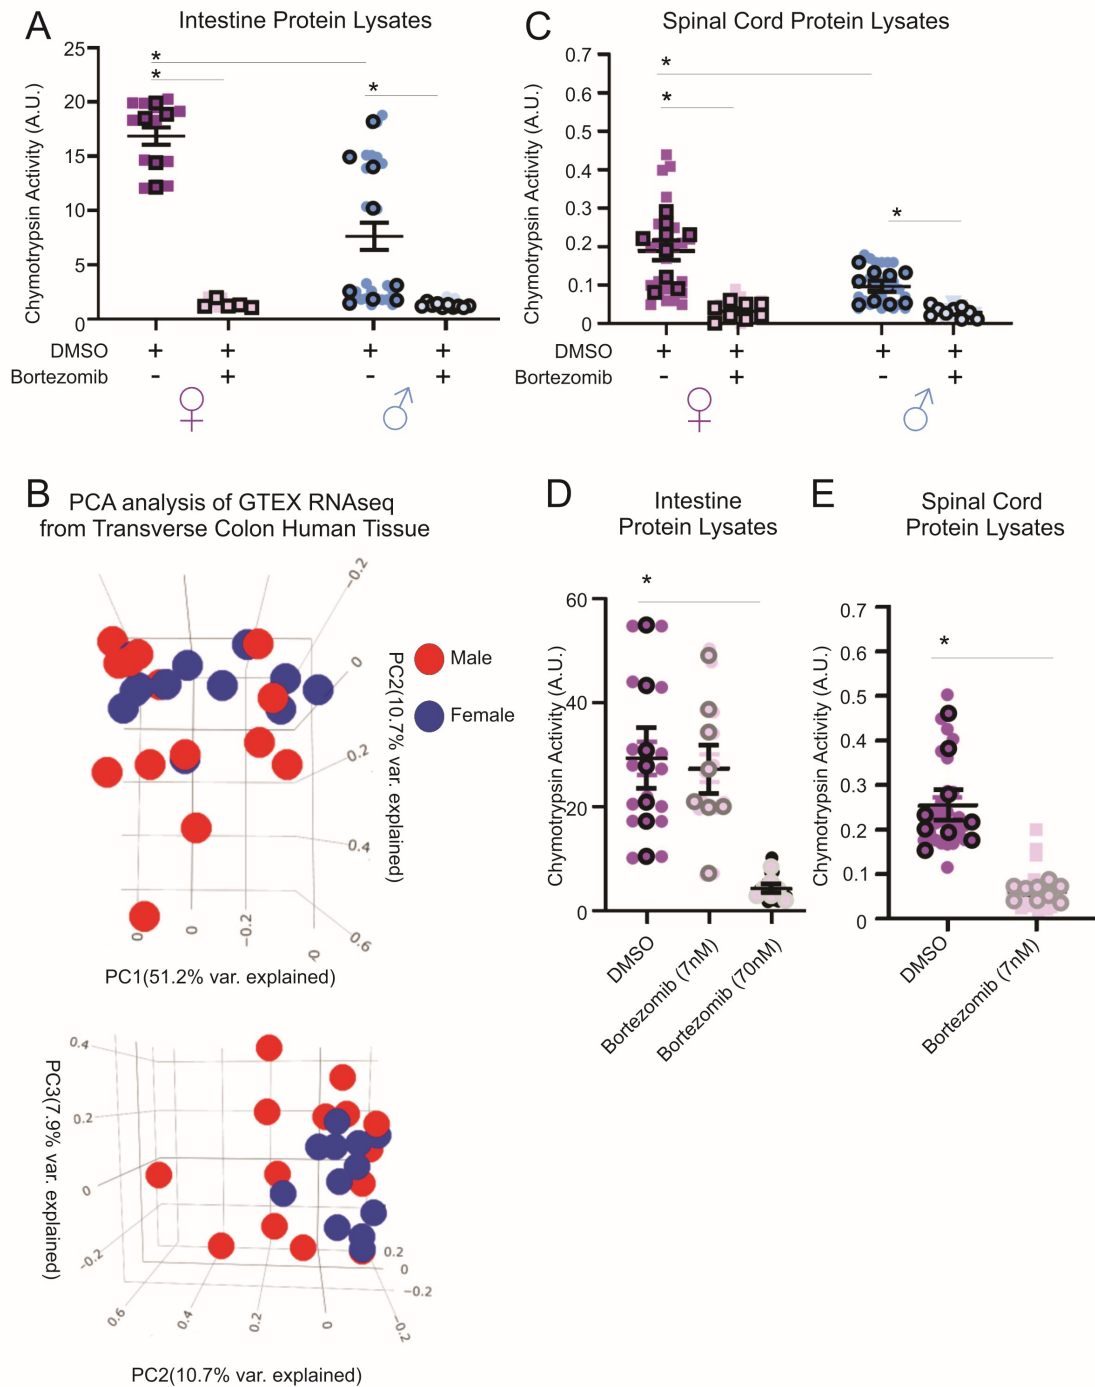 A
Intestine Protein Lysates
Chymotrypsin Activity (A.U.)
25
20
15
10
5
0
*
*
*
DMSO + + + +
Bortezomib - + - +
♀ ♂
C
Spinal Cord Protein Lysates
Chymotrypsin Activity (A.U.)
0.7
0.6
0.5
0.4
0.3
0.2
0.1
0
*
*
*
DMSO + + + +
Bortezomib - + - +
♀ ♂
B
PCA analysis of GTEX RNAseq
from Transverse Colon Human Tissue
-0.2
0
0.2
0.4
0.6
PC2(10.7% var. explained)
Male
Female
0
0
-0.2
0
PC1(51.2% var. explained)
PC3(7.9% var. explained)
0.4
0.2
0
-0.2
0.2
0
-0.2
0.6
0.4
0.2
0
-0.2
PC2(10.7% var. explained)
D
Intestine
Protein Lysates
Chymotrypsin Activity (A.U.)
60
40
20
0
*
DMSO
Bortezomib (7nM)
Bortezomib (70nM)
E
Spinal Cord
Protein Lysates
Chymotrypsin Activity (A.U.)
0.7
0.6
0.5
0.4
0.3
0.2
0.1
0
*
DMSO
Bortezomib (7nM)